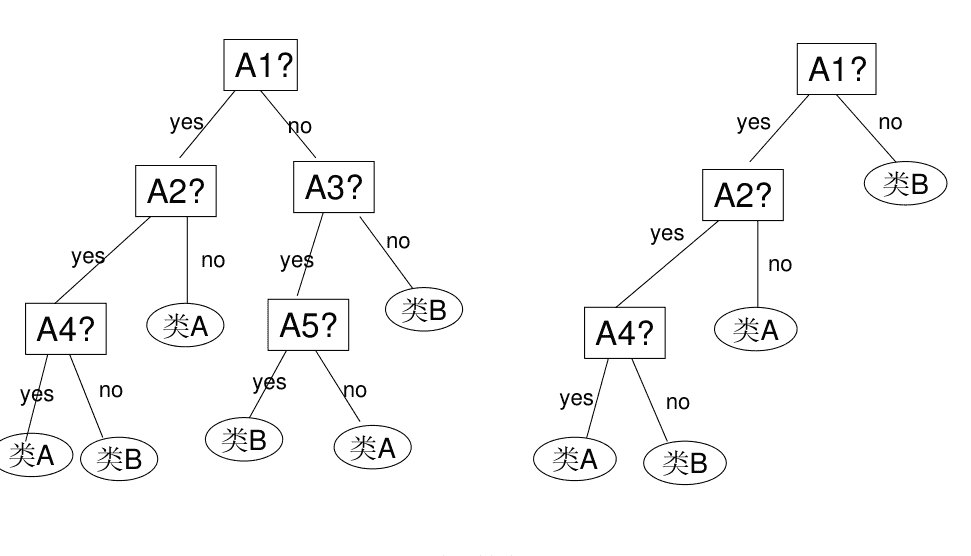 A1?
yes
no
A2?
A3?
yes
no
yes
no
A4?
类A
A5?
类B
yes
no
yes
no
类A
类B
类B
类A
A1?
yes
no
A2?
类B
yes
no
A4?
类A
yes
no
类A
类B